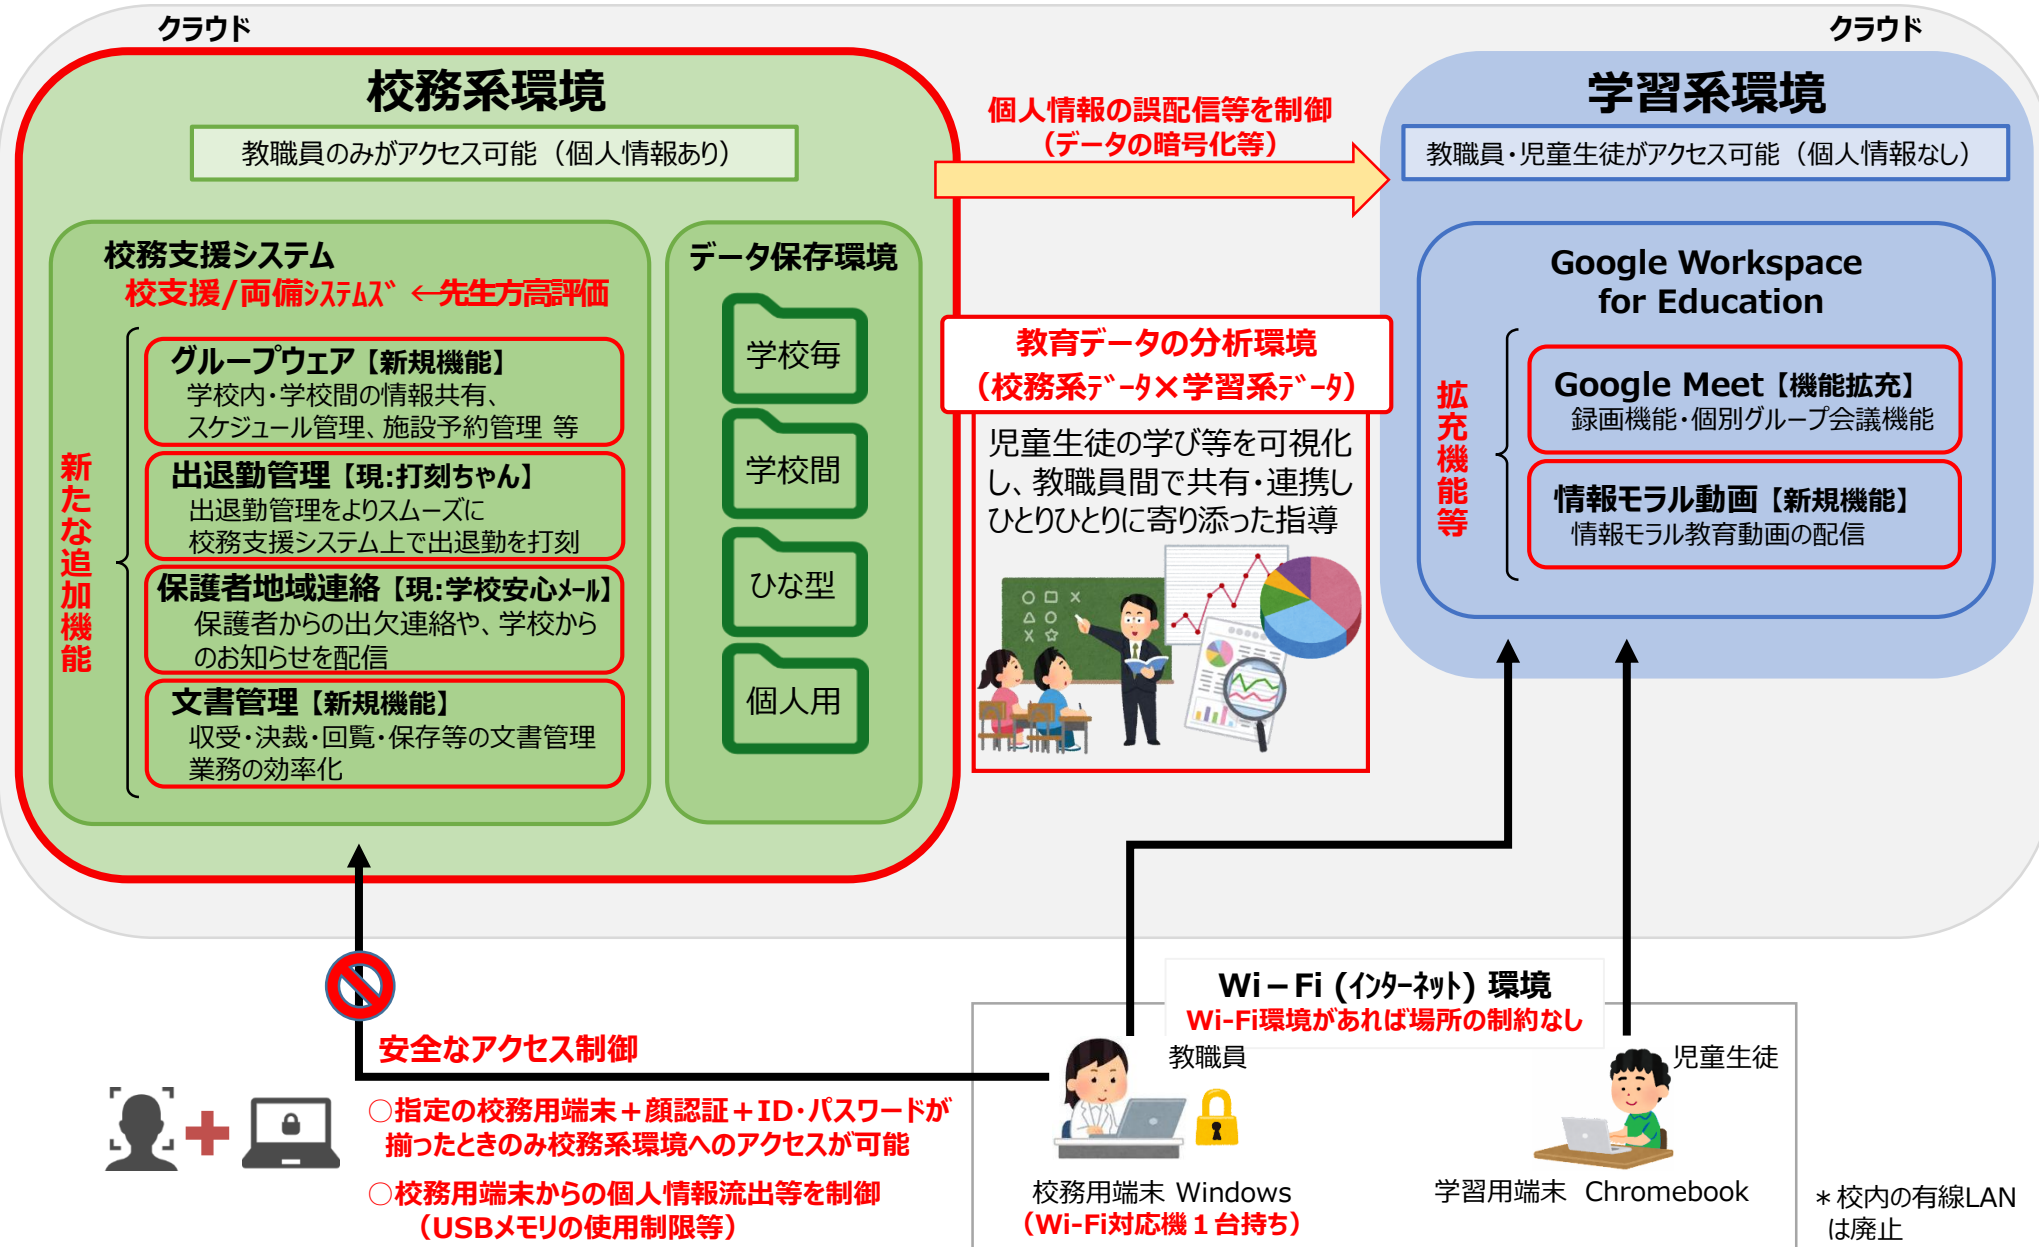 クラウド
校務系環境
教職員のみがアクセス可能（個人情報あり）
校務支援システム
校支援/両備ｼｽﾃﾑｽﾞ ←先生方高評価
新たな追加機能
グループウェア【新規機能】
学校内・学校間の情報共有、
スケジュール管理、施設予約管理 等
出退勤管理【現:打刻ちゃん】
出退勤管理をよりスムーズに
校務支援システム上で出退勤を打刻
保護者地域連絡【現:学校安心ﾒｰﾙ】
保護者からの出欠連絡や、学校から
のお知らせを配信
文書管理【新規機能】
収受・決裁・回覧・保存等の文書管理
業務の効率化
データ保存環境
学校毎
学校間
ひな型
個人用
個人情報の誤配信等を制御
（データの暗号化等）
教育データの分析環境
（校務系ﾃﾞｰﾀ×学習系ﾃﾞｰﾀ）
児童生徒の学び等を可視化
し、教職員間で共有・連携し
ひとりひとりに寄り添った指導
クラウド
学習系環境
教職員・児童生徒がアクセス可能（個人情報なし）
Google Workspace
for Education
拡充機能等
Google Meet【機能拡充】
録画機能・個別グループ会議機能
情報モラル動画【新規機能】
情報モラル教育動画の配信
安全なアクセス制御
○指定の校務用端末＋顔認証＋ID・パスワードが
揃ったときのみ校務系環境へのアクセスが可能
○校務用端末からの個人情報流出等を制御
（USBメモリの使用制限等）
Wi－Fi (ｲﾝﾀｰﾈｯﾄ) 環境
Wi-Fi環境があれば場所の制約なし
教職員
児童生徒
校務用端末 Windows
（Wi-Fi対応機１台持ち）
学習用端末 Chromebook
＊校内の有線LAN
は廃止